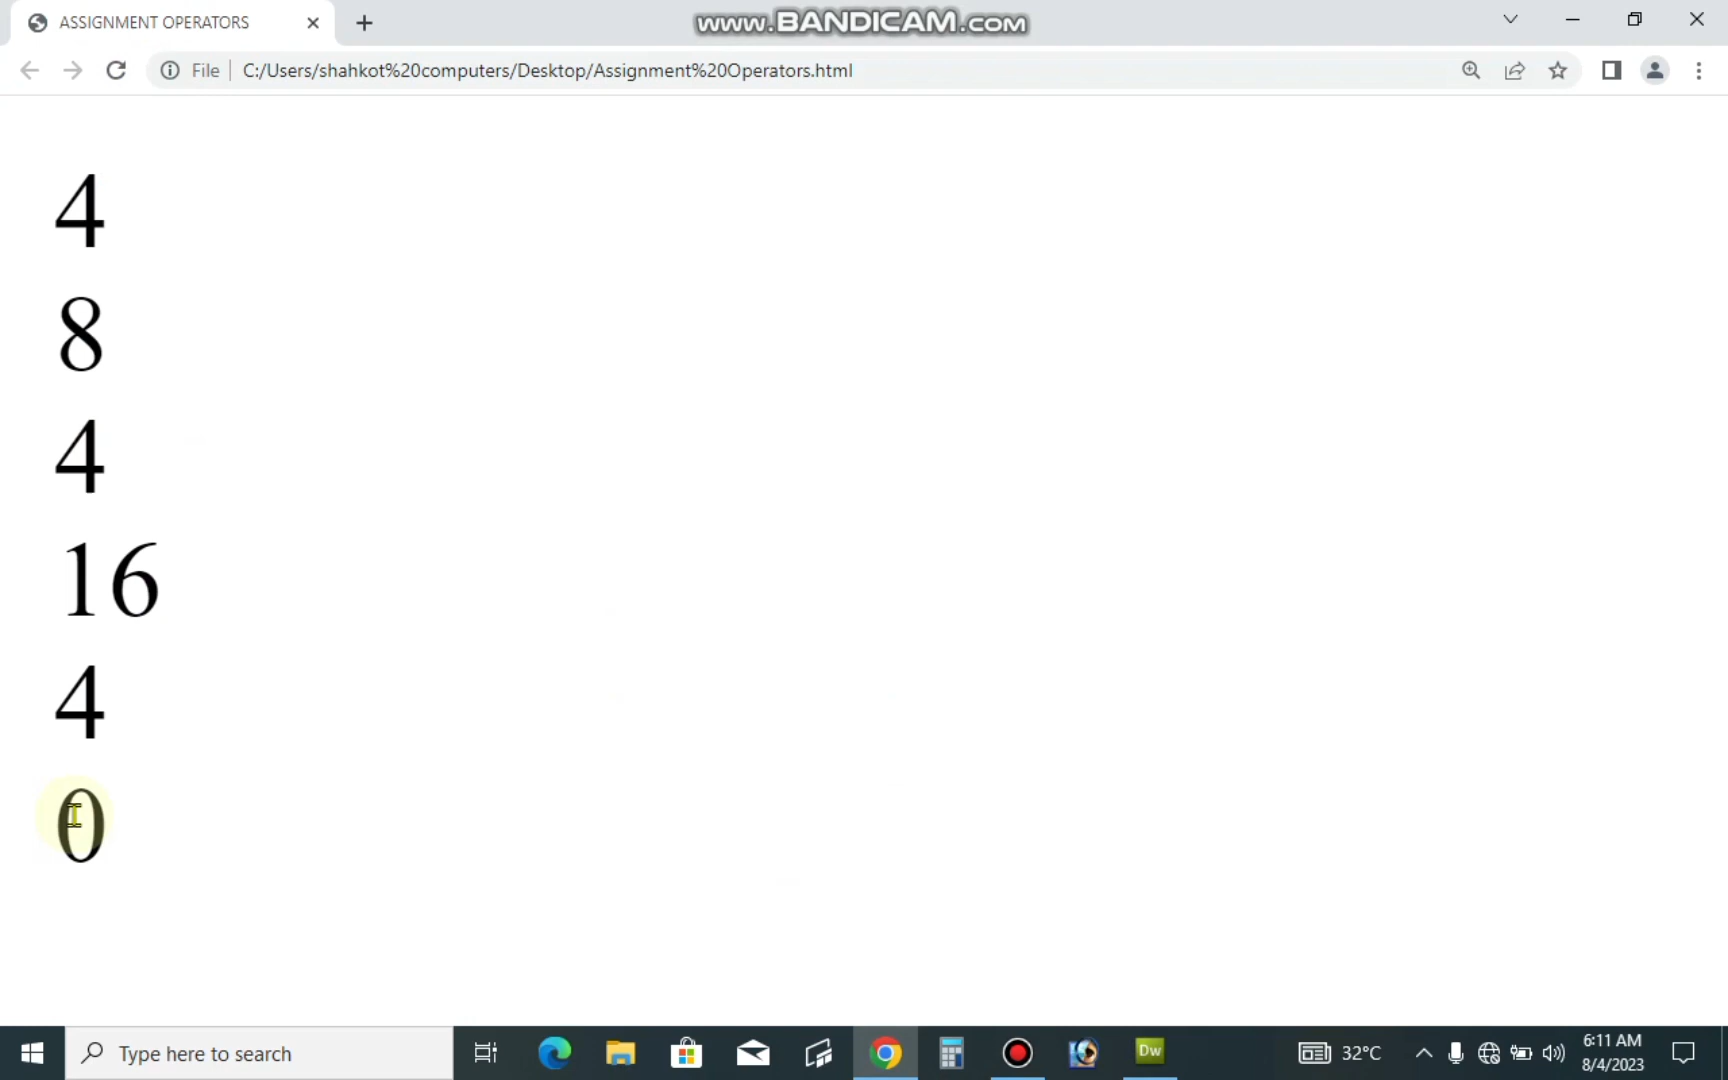 ASSIGNMENT OPERATORS
www.BANDICAM.com
File
C:/Users/shahkot%20computers/Desktop/Assignment%20Operators.html
4
8
4
16
4
0
Type here to search
Dw
32°C
6:11 AM
8/4/2023